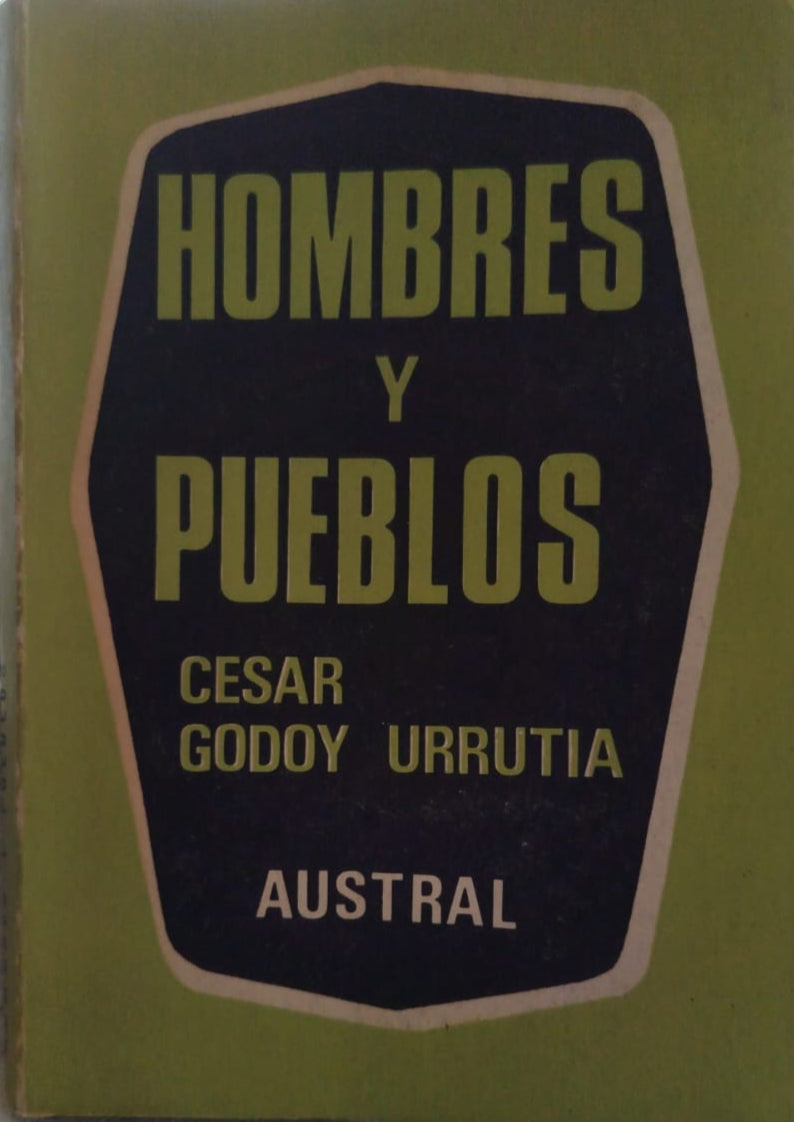 HOMBRES
Y
PUEBLOS
CESAR
GODOY URRUTIA
AUSTRAL